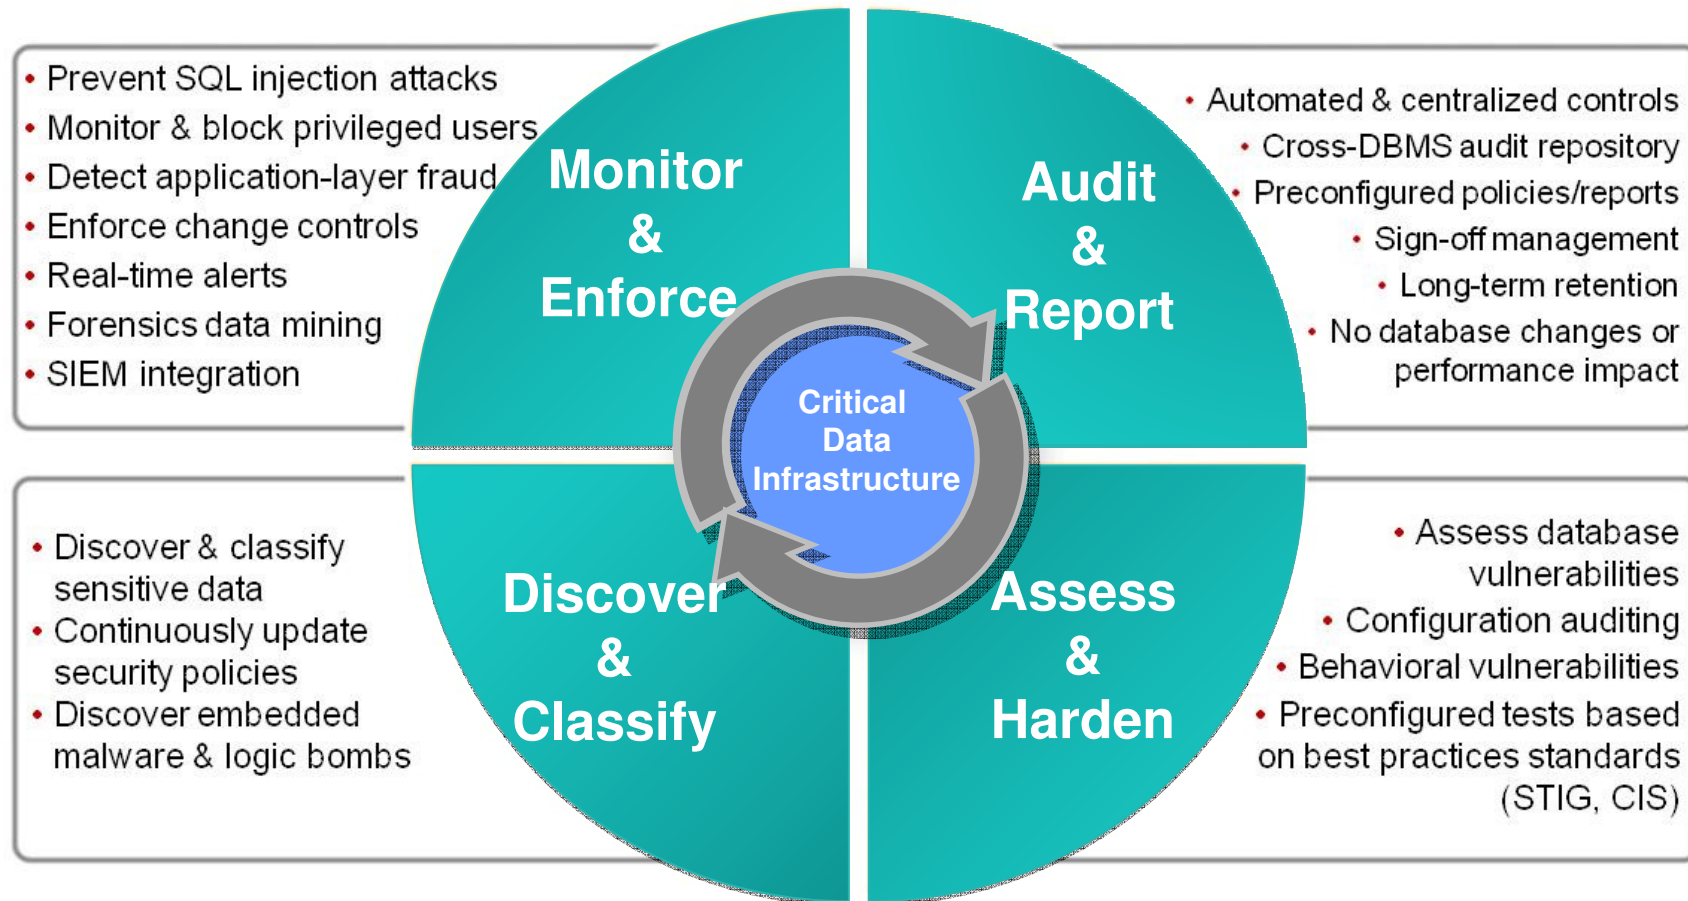 • Prevent SQL injection attacks
• Monitor & block privileged users
• Detect application-layer fraud
• Enforce change controls
• Real-time alerts
• Forensics data mining
• SIEM integration
Monitor
&
Enforce
Audit
&
Report
• Automated & centralized controls
• Cross-DBMS audit repository
• Preconfigured policies/reports
• Sign-off management
• Long-term retention
• No database changes or
performance impact
Critical
Data
Infrastructure
• Discover & classify
sensitive data
• Continuously update
security policies
• Discover embedded
malware & logic bombs
Discover
&
Classify
Assess
&
Harden
• Assess database
vulnerabilities
• Configuration auditing
• Behavioral vulnerabilities
• Preconfigured tests based
on best practices standards
(STIG, CIS)